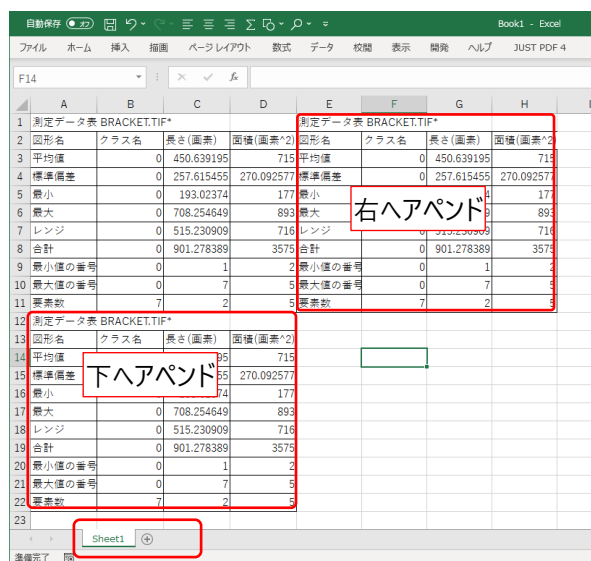 自動保存 オフ Book1 - Excel
ファイル ホーム 挿入 描画 ページ レイアウト 数式 データ 校閲 表示 開発 ヘルプ JUST PDF 4
F14 fx
A B C D E F G H
1 測定データ表 BRACKET.TIF* 測定データ表 BRACKET.TIF*
2 図形名 クラス名 長さ(画素) 面積(画素^2) 図形名 クラス名 長さ(画素) 面積(画素^2)
3 平均値 0 450.639195 715 平均値 0 450.639195 715
4 標準偏差 0 257.615455 270.092577 標準偏差 0 257.615455 270.092577
5 最小 0 193.02374 177 最小 4 177
6 最大 0 708.254649 893 最大 9 893
右へアペンド
7 レンジ 0 515.230909 716 レンジ 0 515.230909 716
8 合計 0 901.278389 3575 合計 0 901.278389 3575
9 最小値の番号 0 1 2 最小値の番号 0 1 2
10 最大値の番号 0 7 5 最大値の番号 0 7 5
11 要素数 7 2 5 要素数 7 2 5
12 測定データ表 BRACKET.TIF*
13 図形名 クラス名 長さ(画素) 面積(画素^2)
14 平均値 95 715
15 標準偏差 55 270.092577
下へアペンド
16 最小 74 177
17 最大 0 708.254649 893
18 レンジ 0 515.230909 716
19 合計 0 901.278389 3575
20 最小値の番号 0 1 2
21 最大値の番号 0 7 5
22 要素数 7 2 5
23
Sheet1
準備完了